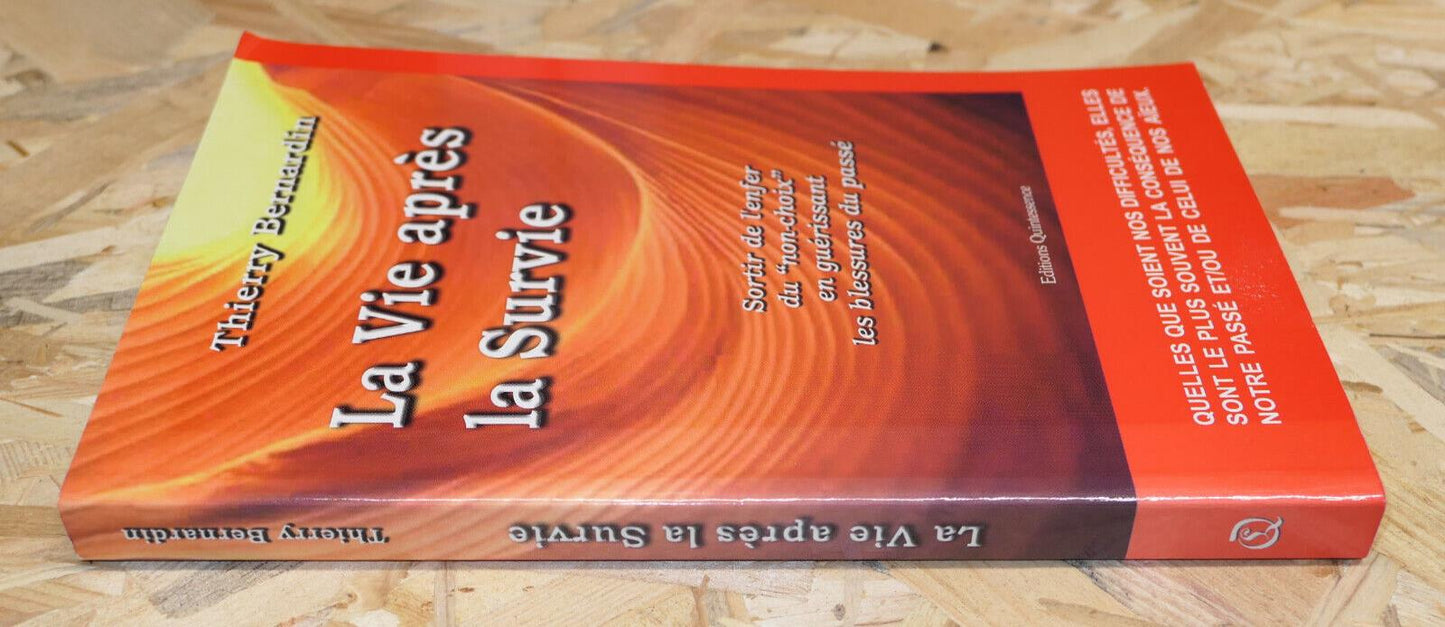 Thierry Bernardin
La Vie après
la Survie
Sortir de l'enfer
du "non-choix"
en guérissant
les blessures du passé
Editions Quintessence
QUELLES QUE SOIENT NOS DIFFICULTÉS, ELLES
SONT LE PLUS SOUVENT LA CONSÉQUENCE DE
NOTRE PASSÉ ET/OU DE CELUI DE NOS AÏEUX.
Thierry Bernardin
La Vie après la Survie